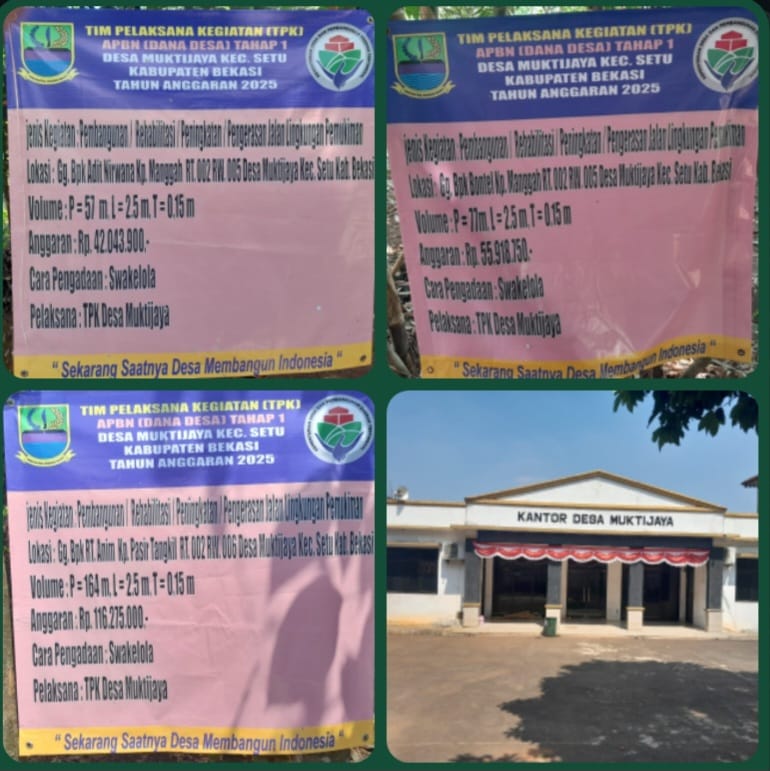 TIM PELAKSANA KEGIATAN (TPK)
APBN (DANA DESA) TAHAP 1
DESA MUKTIJAYA KEC. SETU
KABUPATEN BEKASI
TAHUN ANGGARAN 2025
Jenis Kegiatan : Pembangunan / Rehabilitasi / Peningkatan / Pengerasan Jalan Lingkungan Pemukiman
Lokasi : Gg. Bpk Adit Nirwana Kp. Manggah RT. 002 RW. 005 Desa Muktijaya Kec. Setu Kab. Bekasi
Volume : P = 57 m. L = 2.5 m. T = 0.15 m
Anggaran : Rp. 42.043.900.-
Cara Pengadaan : Swakelola
Pelaksana : TPK Desa Muktijaya
" Sekarang Saatnya Desa Membangun Indonesia "
TIM PELAKSANA KEGIATAN (TPK)
APBN (DANA DESA) TAHAP 1
DESA MUKTIJAYA KEC. SETU
KABUPATEN BEKASI
TAHUN ANGGARAN 2025
Jenis Kegiatan : Pembangunan / Rehabilitasi / Peningkatan / Pengerasan Jalan Lingkungan Pemukiman
Lokasi : Gg. Bpk Bontel Kp. Manggah RT. 002 RW. 005 Desa Muktijaya Kec. Setu Kab. Bekasi
Volume : P = 77m. L = 2.5 m. T = 0.15 m
Anggaran : Rp. 55.918.750.-
Cara Pengadaan : Swakelola
Pelaksana : TPK Desa Muktijaya
" Sekarang Saatnya Desa Membangun Indonesia "
TIM PELAKSANA KEGIATAN (TPK)
APBN (DANA DESA) TAHAP 1
DESA MUKTIJAYA KEC. SETU
KABUPATEN BEKASI
TAHUN ANGGARAN 2025
Jenis Kegiatan : Pembangunan / Rehabilitasi / Peningkatan / Pengerasan Jalan Lingkungan Pemukiman
Lokasi : Gg. Bpk RT. Anim Kp. Pasir Tangkil RT. 002 RW. 006 Desa Muktijaya Kec. Setu Kab. Bekasi
Volume : P = 164 m. L = 2.5 m. T = 0.15 m
Anggaran : Rp. 116.275.000.-
Cara Pengadaan : Swakelola
Pelaksana : TPK Desa Muktijaya
" Sekarang Saatnya Desa Membangun Indonesia "
KANTOR DESA MUKTIJAYA